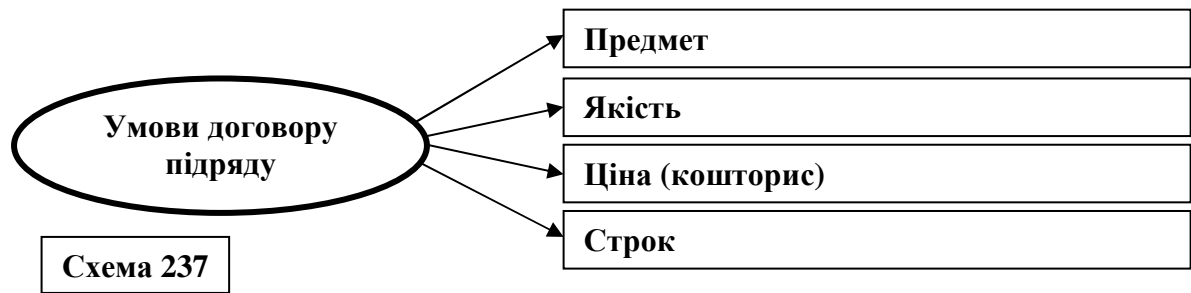 Умови договору
підряду
Предмет
Якість
Ціна (кошторис)
Строк
Схема 237